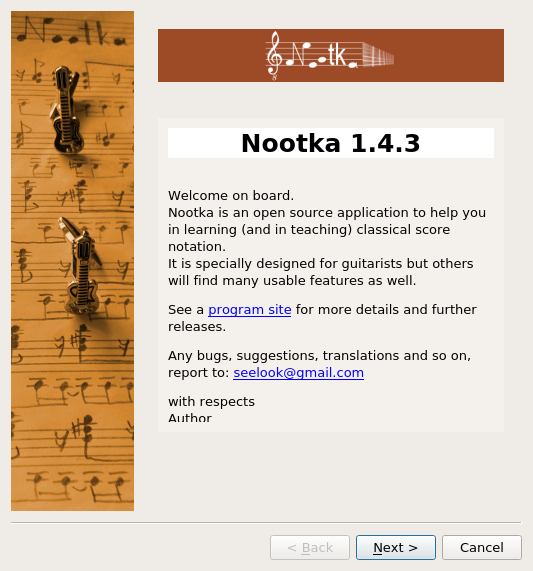 Nootka
Nootka
Nootka 1.4.3
Welcome on board.
Nootka is an open source application to help you
in learning (and in teaching) classical score
notation.
It is specially designed for guitarists but others
will find many usable features as well.
See a program site for more details and further
releases.
Any bugs, suggestions, translations and so on,
report to: seelook@gmail.com
with respects
Author
< Back
Next >
Cancel